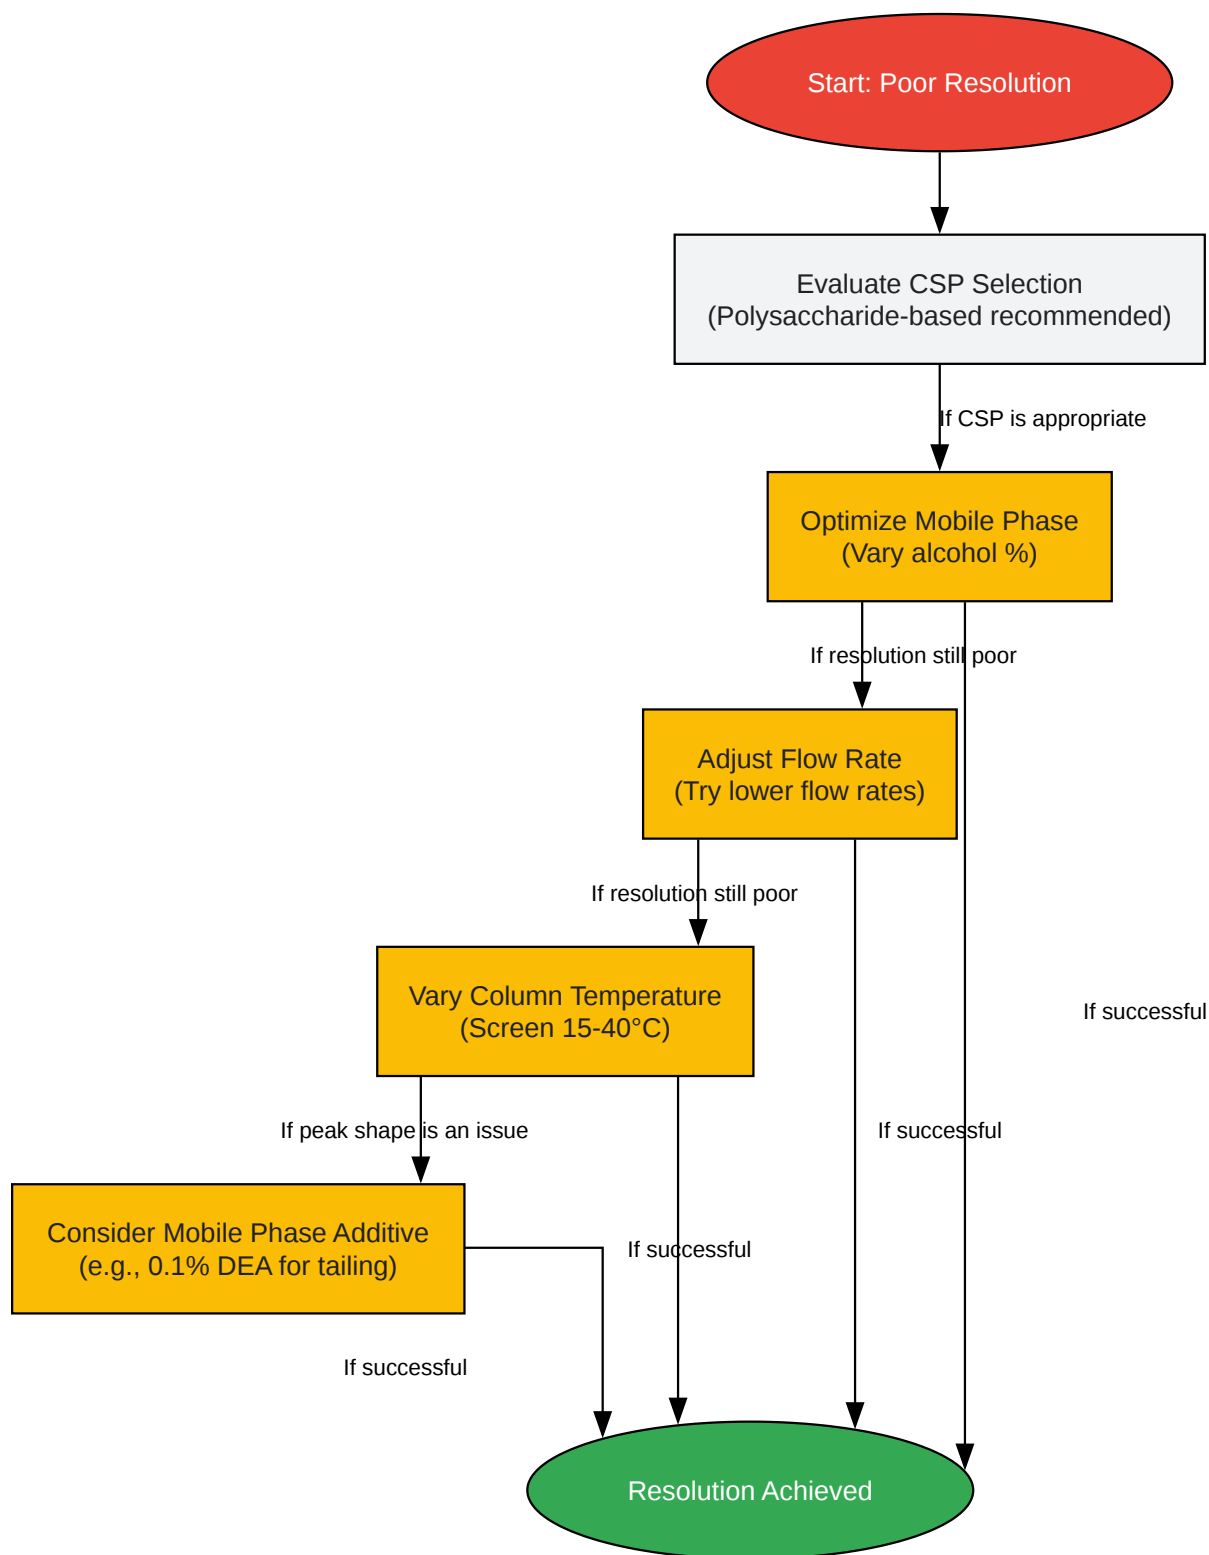 Start: Poor Resolution
Evaluate CSP Selection
(Polysaccharide-based recommended)
If CSP is appropriate
Optimize Mobile Phase
(Vary alcohol %)
If resolution still poor
Adjust Flow Rate
(Try lower flow rates)
If resolution still poor
Vary Column Temperature
(Screen 15-40°C)
If successful
If peak shape is an issue
If successful
Consider Mobile Phase Additive
(e.g., 0.1% DEA for tailing)
If successful
If successful
Resolution Achieved